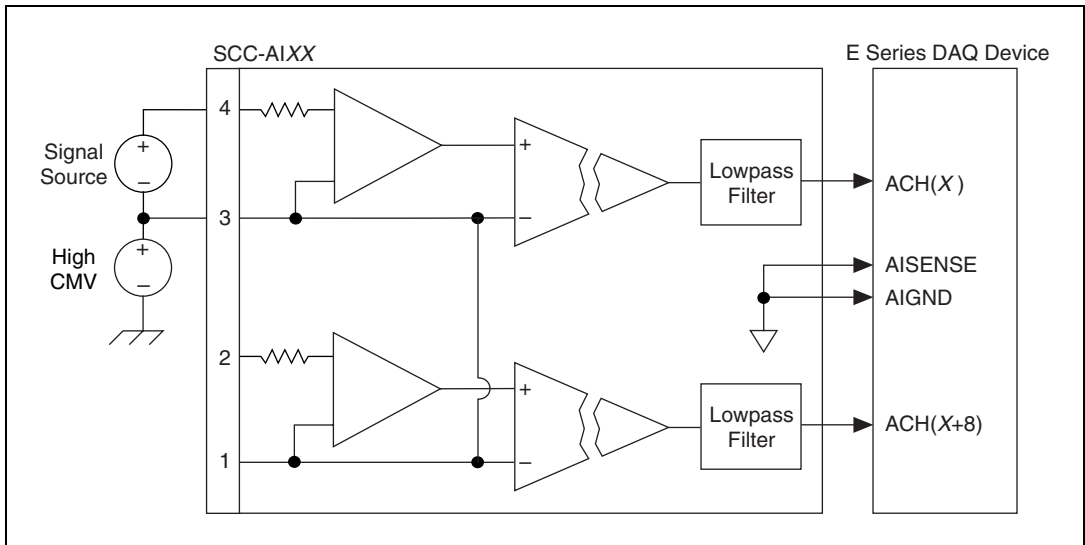 SCC-AIXX
E Series DAQ Device
4
Signal
Source
+
−
+
−
Lowpass
Filter
ACH(X)
3
High
CMV
+
−
AISENSE
AIGND
2
+
−
Lowpass
Filter
ACH(X+8)
1